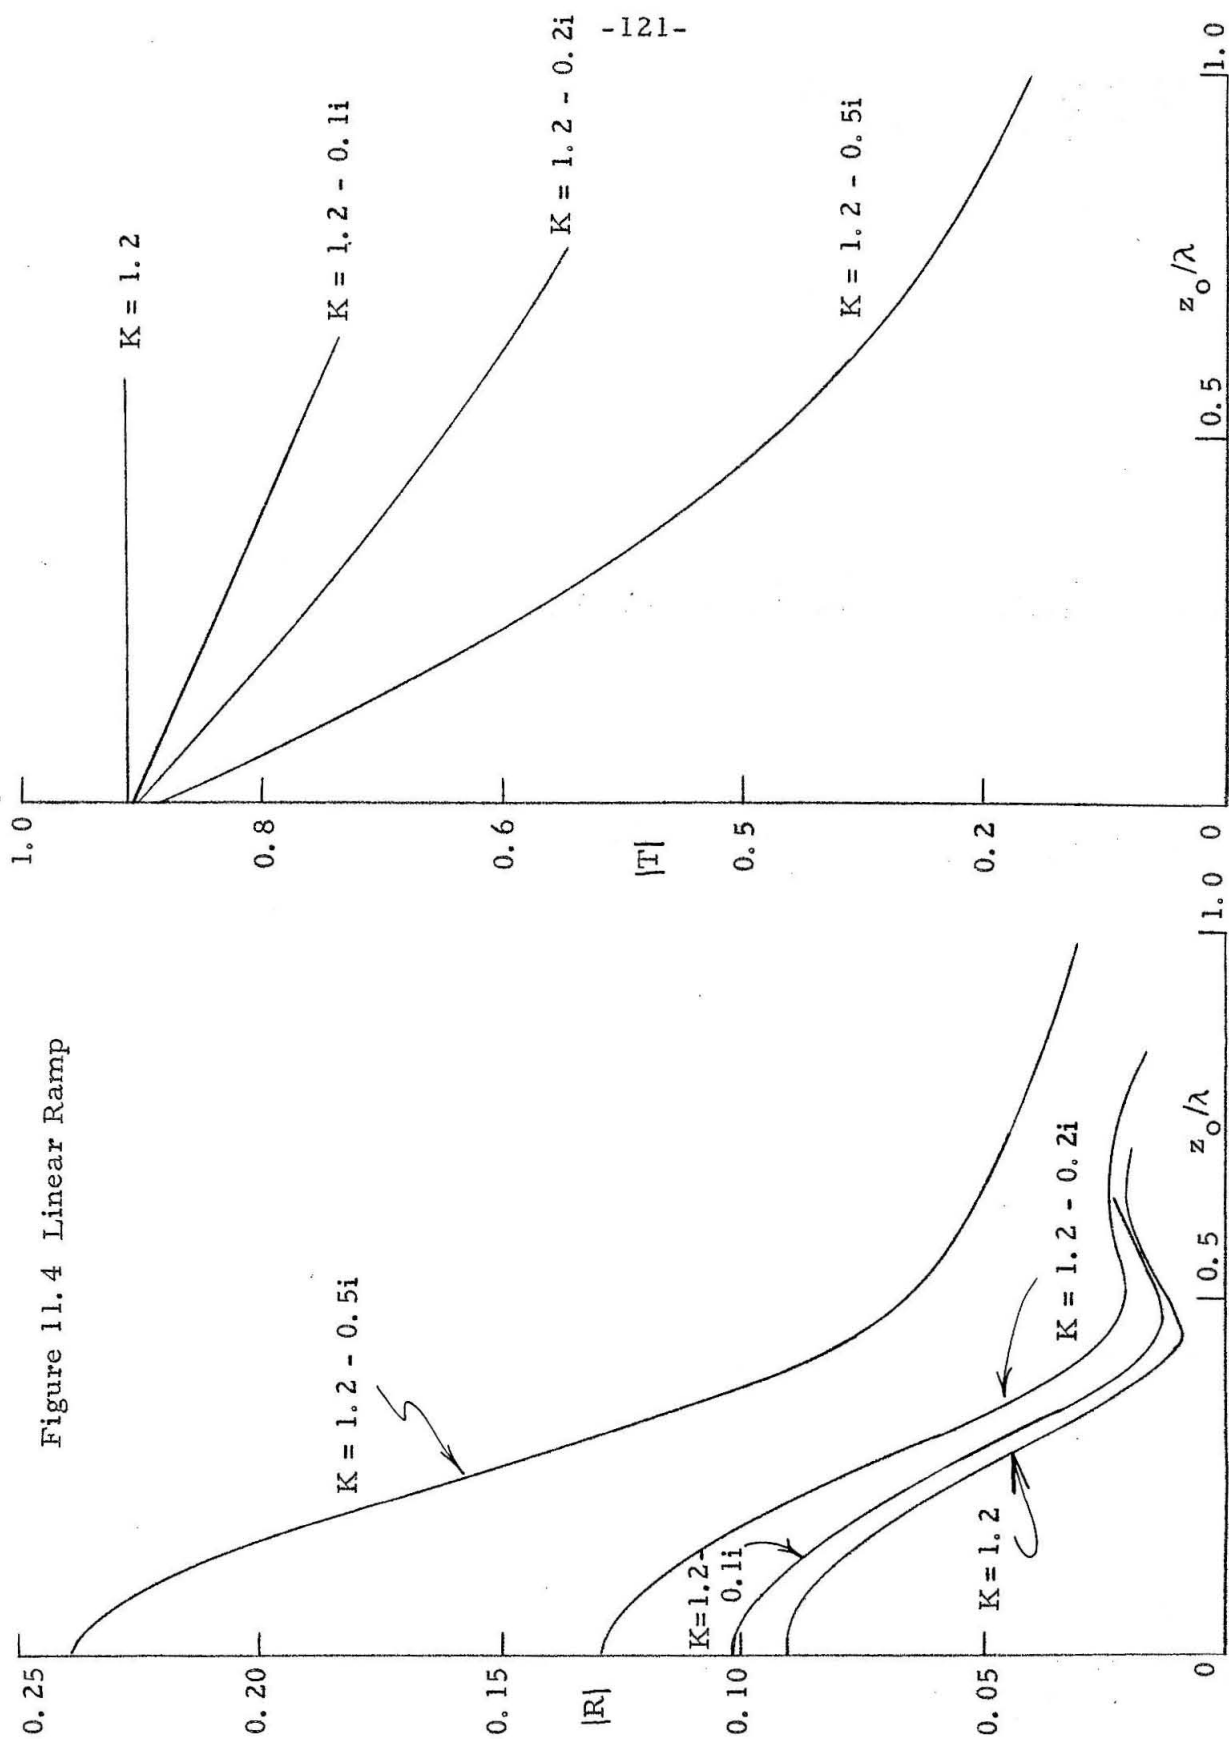 -121-
Figure 11.4 Linear Ramp
0.25
0.20
0.15
|R|
0.10
0.05
0
K = 1.2 - 0.5i
K=1.2-
0.1i
K = 1.2
K = 1.2 - 0.2i
|0.5
z₀/λ
|1.0
1.0
0.8
0.6
|T|
0.5
0.2
0
K = 1.2
K = 1.2 - 0.1i
K = 1.2 - 0.2i
K = 1.2 - 0.5i
|0.5
z₀/λ
|1.0